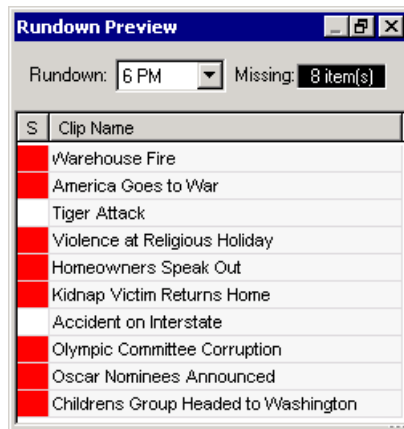 Rundown Preview
Rundown: 6 PM Missing: 8 item(s)
S Clip Name
Warehouse Fire
America Goes to War
Tiger Attack
Violence at Religious Holiday
Homeowners Speak Out
Kidnap Victim Returns Home
Accident on Interstate
Olympic Committee Corruption
Oscar Nominees Announced
Childrens Group Headed to Washington